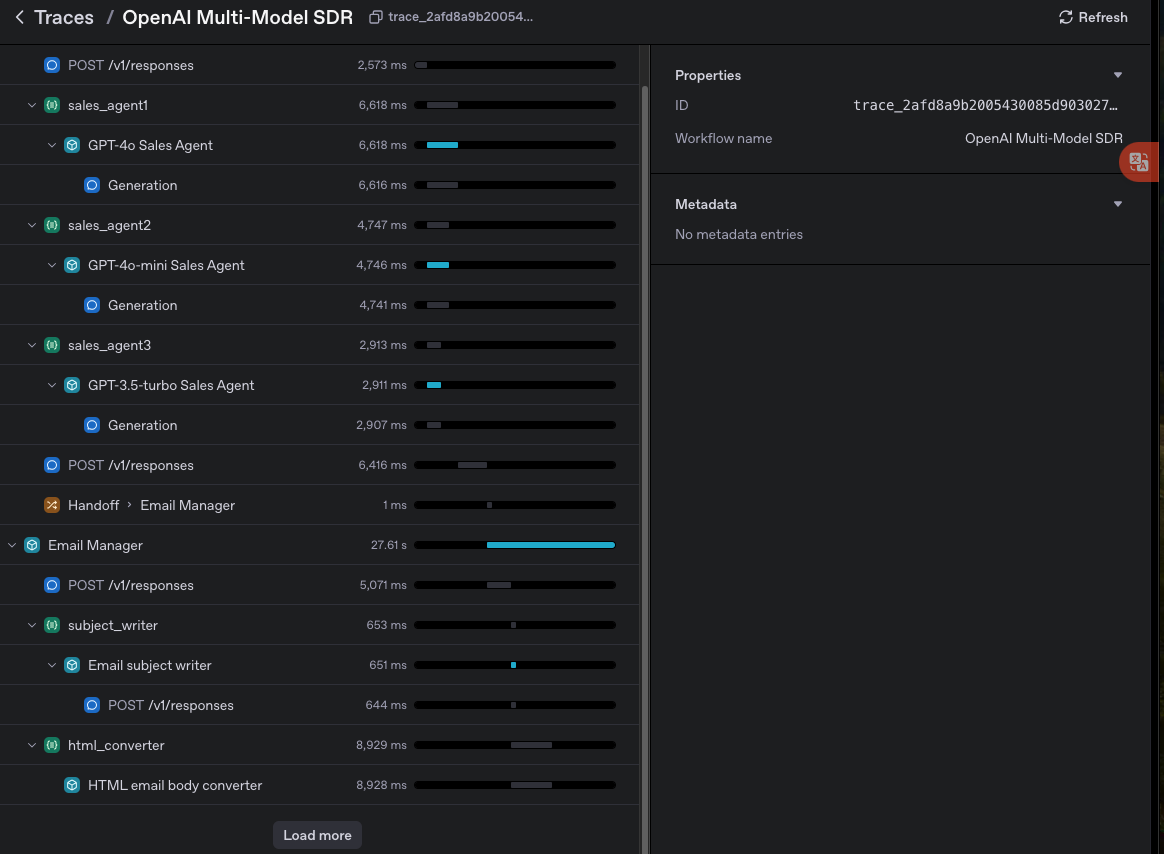 Traces / OpenAI Multi-Model SDR trace_2afd8a9b20054... Refresh
POST /v1/responses 2,573 ms
sales_agent1 6,618 ms
GPT-4o Sales Agent 6,618 ms
Generation 6,616 ms
sales_agent2 4,747 ms
GPT-4o-mini Sales Agent 4,746 ms
Generation 4,741 ms
sales_agent3 2,913 ms
GPT-3.5-turbo Sales Agent 2,911 ms
Generation 2,907 ms
POST /v1/responses 6,416 ms
Handoff › Email Manager 1 ms
Email Manager 27.61 s
POST /v1/responses 5,071 ms
subject_writer 653 ms
Email subject writer 651 ms
POST /v1/responses 644 ms
html_converter 8,929 ms
HTML email body converter 8,928 ms
Load more
Properties
ID trace_2afd8a9b2005430085d903027…
Workflow name OpenAI Multi-Model SDR
Metadata
No metadata entries